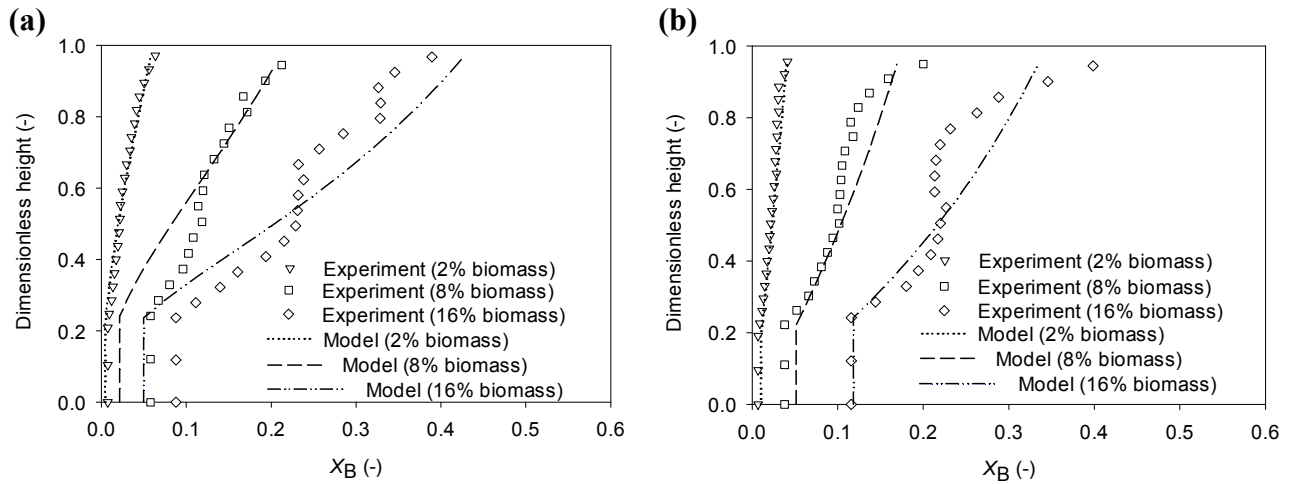 (a)
1.0
0.8
0.6
0.4
0.2
0.0
Dimensionless height (-)
Experiment (2% biomass)
Experiment (8% biomass)
Experiment (16% biomass)
Model (2% biomass)
Model (8% biomass)
Model (16% biomass)
0.0 0.1 0.2 0.3 0.4 0.5 0.6
XB (-)
(b)
1.0
0.8
0.6
0.4
0.2
0.0
Dimensionless height (-)
Experiment (2% biomass)
Experiment (8% biomass)
Experiment (16% biomass)
Model (2% biomass)
Model (8% biomass)
Model (16% biomass)
0.0 0.1 0.2 0.3 0.4 0.5 0.6
XB (-)